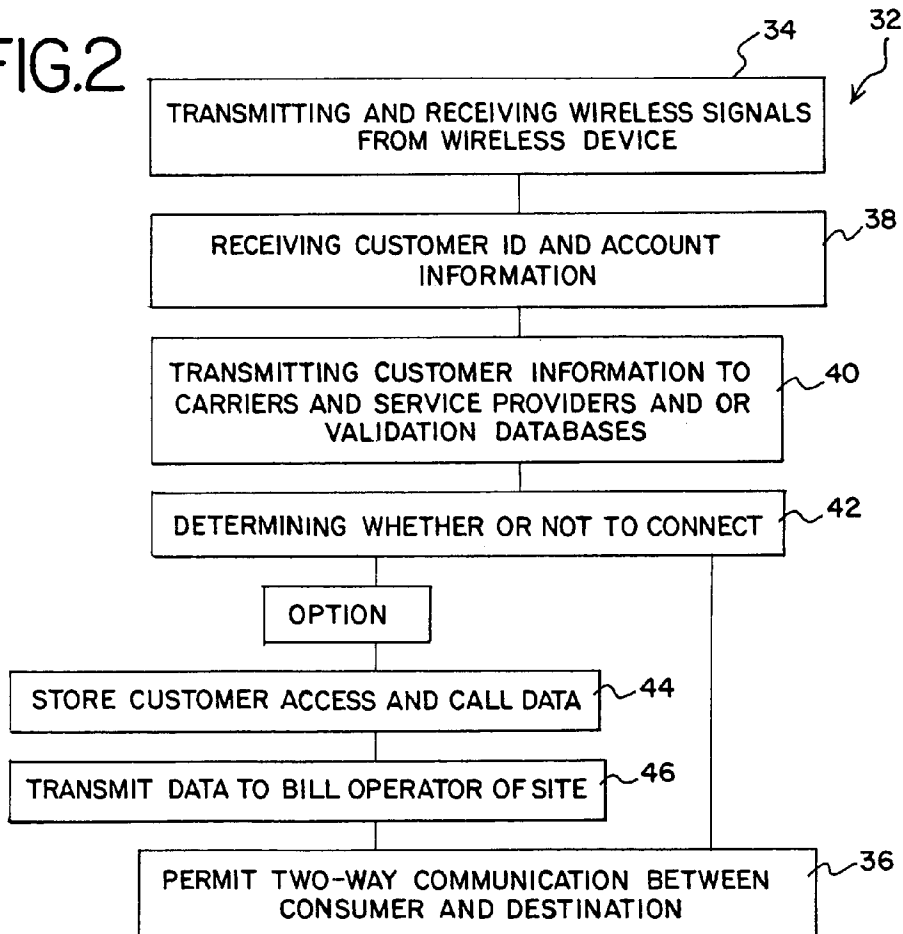 FIG.2
34
32
TRANSMITTING AND RECEIVING WIRELESS SIGNALS
FROM WIRELESS DEVICE
38
RECEIVING CUSTOMER ID AND ACCOUNT
INFORMATION
TRANSMITTING CUSTOMER INFORMATION TO
CARRIERS AND SERVICE PROVIDERS AND OR
VALIDATION DATABASES
40
DETERMINING WHETHER OR NOT TO CONNECT
42
OPTION
STORE CUSTOMER ACCESS AND CALL DATA
44
TRANSMIT DATA TO BILL OPERATOR OF SITE
46
PERMIT TWO-WAY COMMUNICATION BETWEEN
CONSUMER AND DESTINATION
36